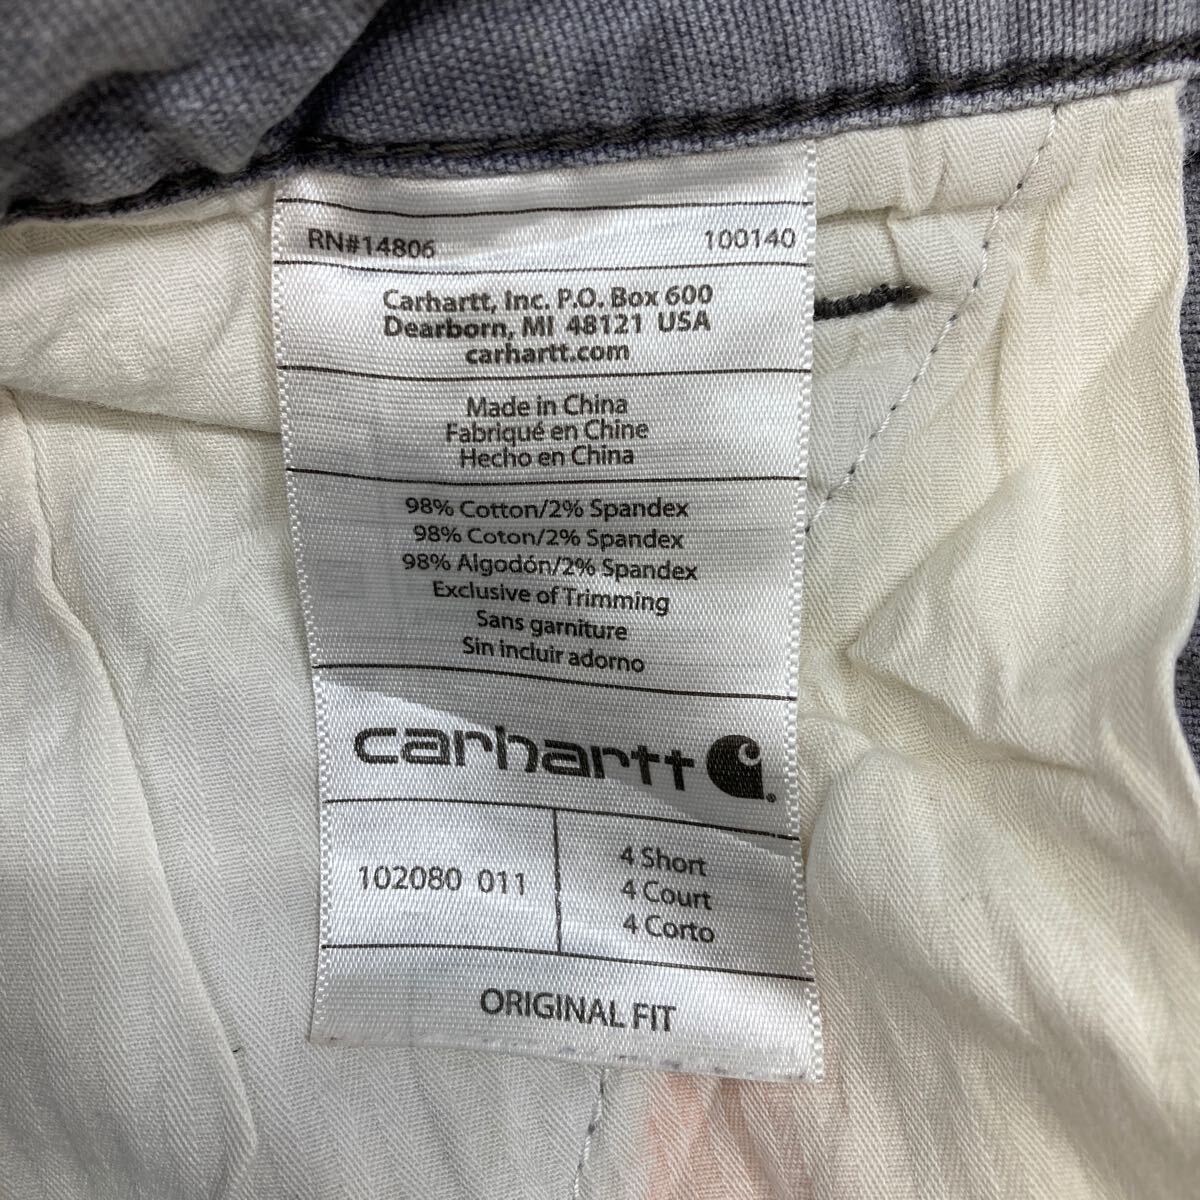 RN#14806 100140
Carhartt, Inc. P.O. Box 600
Dearborn, MI 48121 USA
carhartt.com
Made in China
Fabriqué en Chine
Hecho en China
98% Cotton/2% Spandex
98% Coton/2% Spandex
98% Algodón/2% Spandex
Exclusive of Trimming
Sans garniture
Sin incluir adorno
carhartt
102080 011
4 Short
4 Court
4 Corto
ORIGINAL FIT